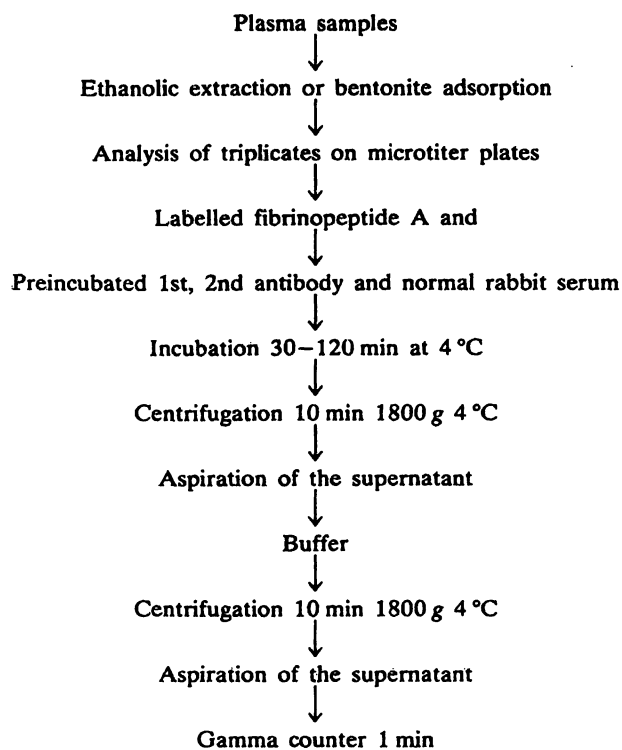 Plasma samples
Ethanolic extraction or bentonite adsorption
Analysis of triplicates on microtiter plates
Labelled fibrinopeptide A and
Preincubated 1st, 2nd antibody and normal rabbit serum
Incubation 30–120 min at 4 °C
Centrifugation 10 min 1800 g 4 °C
Aspiration of the supernatant
Buffer
Centrifugation 10 min 1800 g 4 °C
Aspiration of the supernatant
Gamma counter 1 min